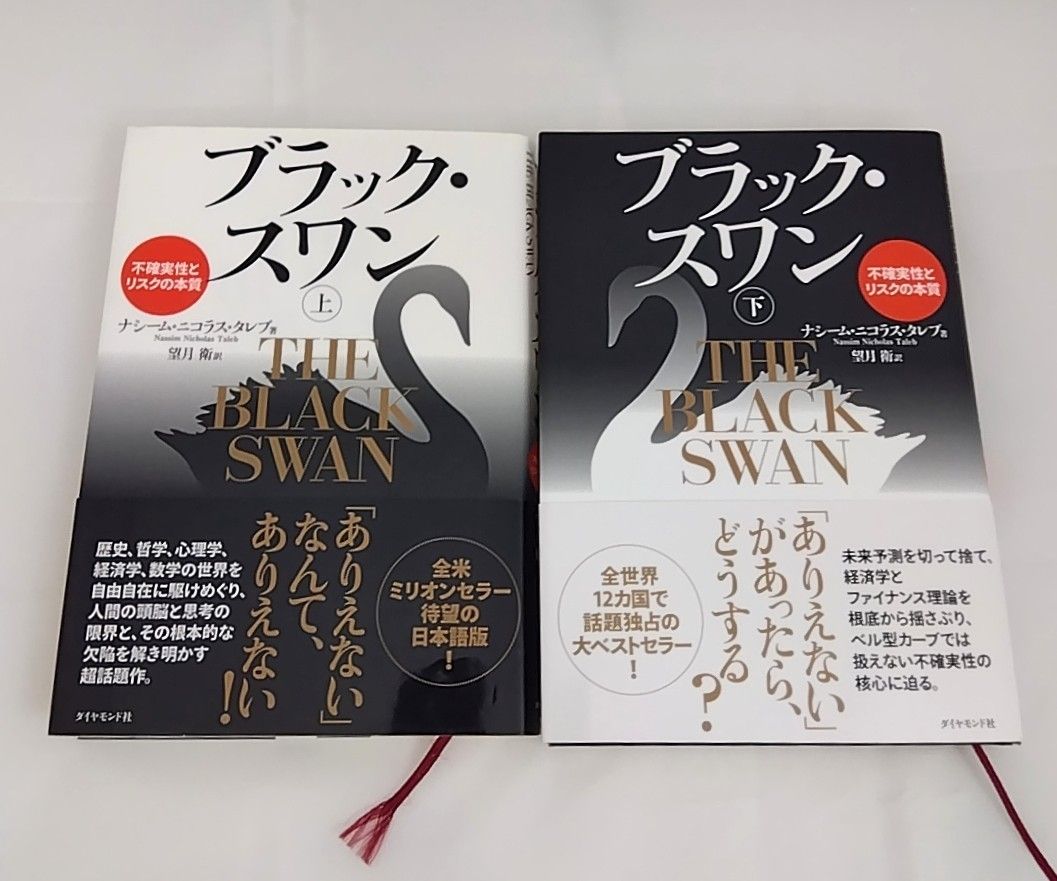 ブラック・
スワン
上
不確実性と
リスクの本質
ナシーム・ニコラス・タレブ著
Nassim Nicholas Taleb
望月 衛訳
THE
BLACK
SWAN
「ありえない」
なんて、
ありえない!
歴史、哲学、心理学、
経済学、数学の世界を
自由自在に駆けめぐり、
人間の頭脳と思考の
限界と、その根本的な
欠陥を解き明かす
超話題作。
全米
ミリオンセラー
待望の
日本語版
!
ダイヤモンド社
ブラック・
スワン
下
不確実性と
リスクの本質
ナシーム・ニコラス・タレブ著
Nassim Nicholas Taleb
望月 衛訳
THE
BLACK
SWAN
全世界
12カ国で
話題独占の
大ベストセラー
!
「ありえない」
があったら、
どうする?
未来予測を切って捨て、
経済学と
ファイナンス理論を
根底から揺さぶり、
ベル型カーブでは
扱えない不確実性の
核心に迫る。
ダイヤモンド社